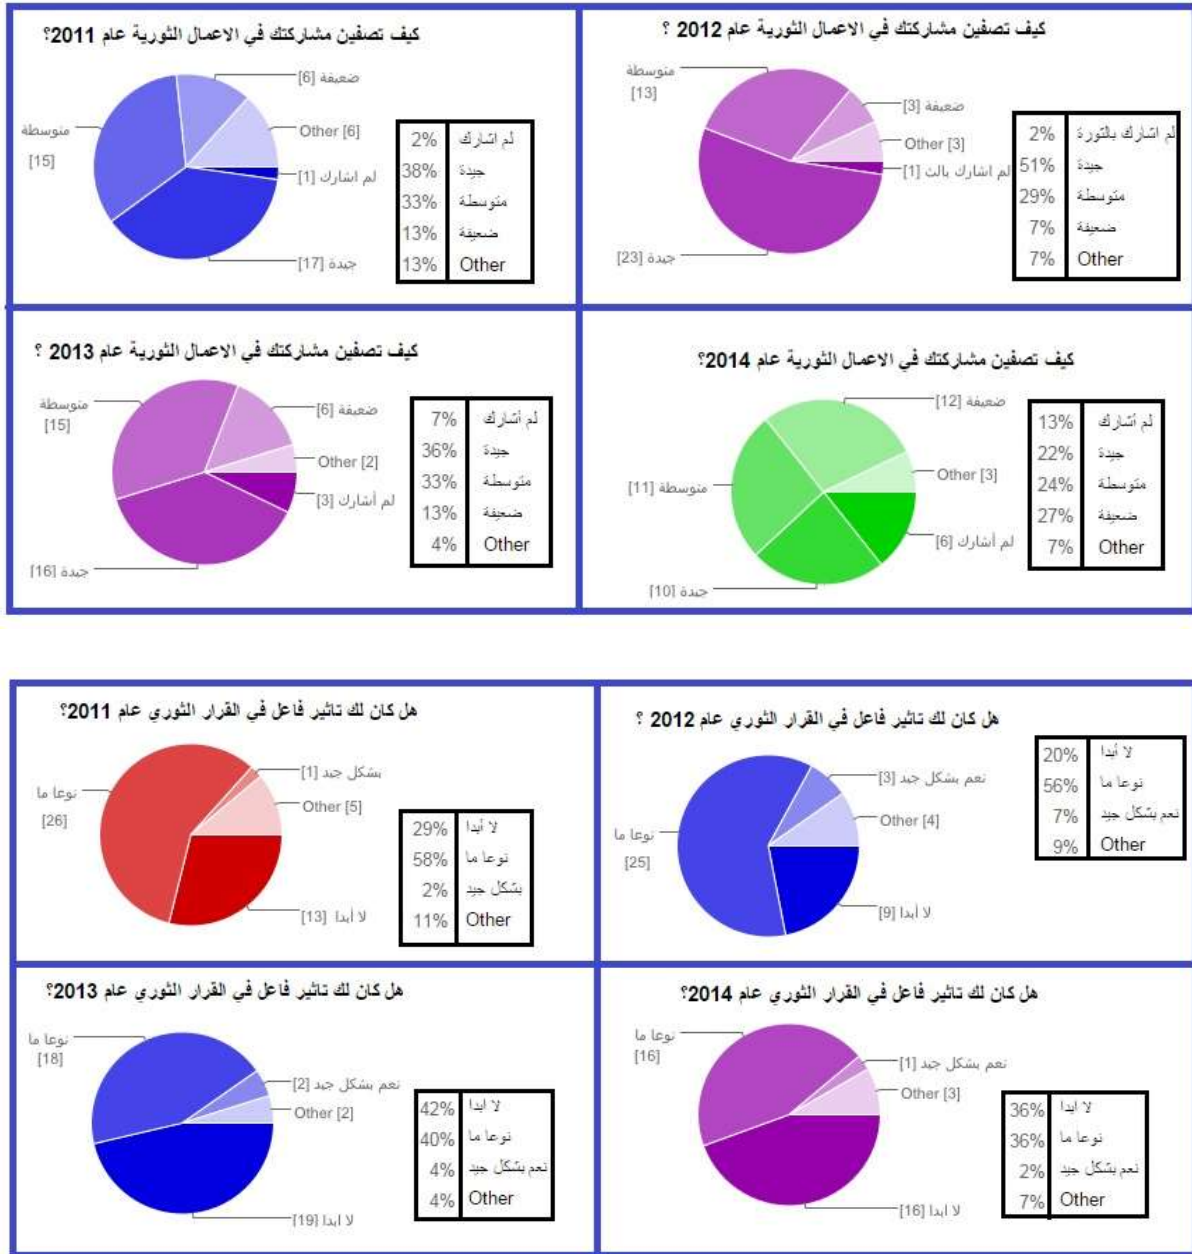 كيف تصفين مشاركتك في الاعمال الثورية عام 2011؟
ضعيفة [6]
متوسطة
[15]
Other [6]
لم اشارك [1]
جيدة [17]
لم اشارك 2%
جيدة 38%
متوسطة 33%
ضعيفة 13%
Other 13%
كيف تصفين مشاركتك في الاعمال الثورية عام 2012 ؟
متوسطة
[13]
ضعيفة [3]
Other [3]
لم اشارك بالث [1]
جيدة [23]
لم اشارك بالثورة 2%
جيدة 51%
متوسطة 29%
ضعيفة 7%
Other 7%
كيف تصفين مشاركتك في الاعمال الثورية عام 2013 ؟
متوسطة
[15]
ضعيفة [6]
Other [2]
لم أشارك [3]
جيدة [16]
لم أشارك 7%
جيدة 36%
متوسطة 33%
ضعيفة 13%
Other 4%
كيف تصفين مشاركتك في الاعمال الثورية عام 2014؟
ضعيفة [12]
Other [3]
متوسطة [11]
لم أشارك [6]
جيدة [10]
لم أشارك 13%
جيدة 22%
متوسطة 24%
ضعيفة 27%
Other 7%
هل كان لك تاثير فاعل في القرار الثوري عام 2011؟
بشكل جيد [1]
نوعا ما
[26]
Other [5]
لا أبدا [13]
لا أبدا 29%
نوعا ما 58%
بشكل جيد 2%
Other 11%
هل كان لك تاثير فاعل في القرار الثوري عام 2012 ؟
نعم بشكل جيد [3]
Other [4]
نوعا ما
[25]
لا أبدا [9]
لا أبدا 20%
نوعا ما 56%
نعم بشكل جيد 7%
Other 9%
هل كان لك تاثير فاعل في القرار الثوري عام 2013؟
نوعا ما
[18]
نعم بشكل جيد [2]
Other [2]
لا ابدا [19]
لا ابدا 42%
نوعا ما 40%
نعم بشكل جيد 4%
Other 4%
هل كان لك تاثير فاعل في القرار الثوري عام 2014؟
نوعا ما
[16]
نعم بشكل جيد [1]
Other [3]
لا ابدا [16]
لا ابدا 36%
نوعا ما 36%
نعم بشكل جيد 2%
Other 7%